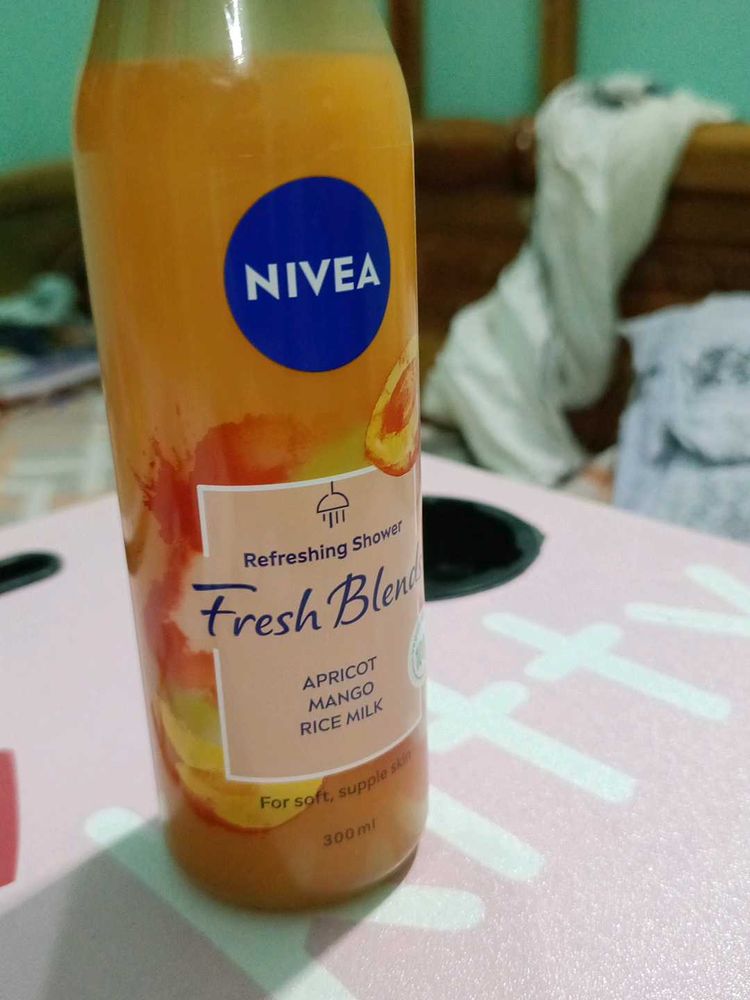 NIVEA
Refreshing Shower
Fresh Blend
APRICOT
MANGO
RICE MILK
For soft, supple skin
300ml